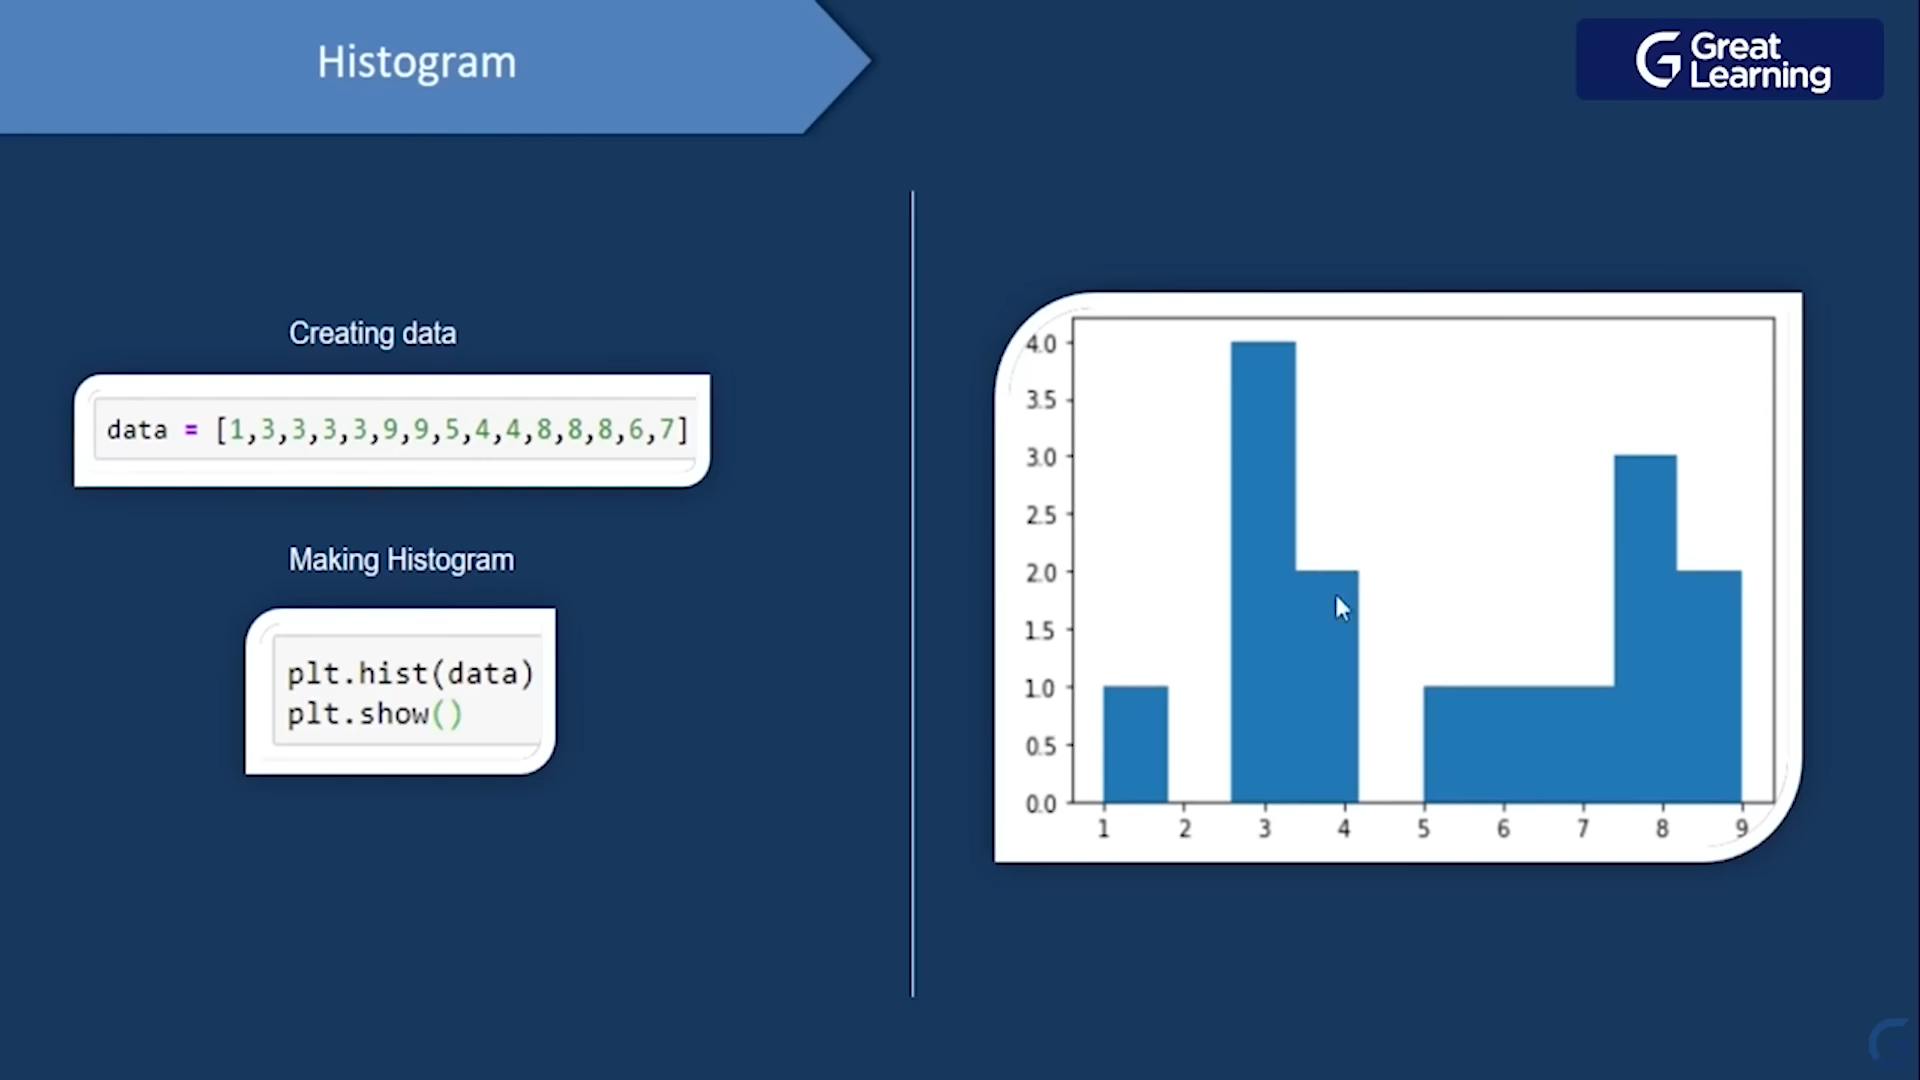 Histogram
Great
Learning
Creating data
data = [1,3,3,3,3,9,9,5,4,4,8,8,8,6,7]
Making Histogram
plt.hist(data)
plt.show()
4.0
3.5
3.0
2.5
2.0
1.5
1.0
0.5
0.0
1 2 3 4 5 6 7 8 9